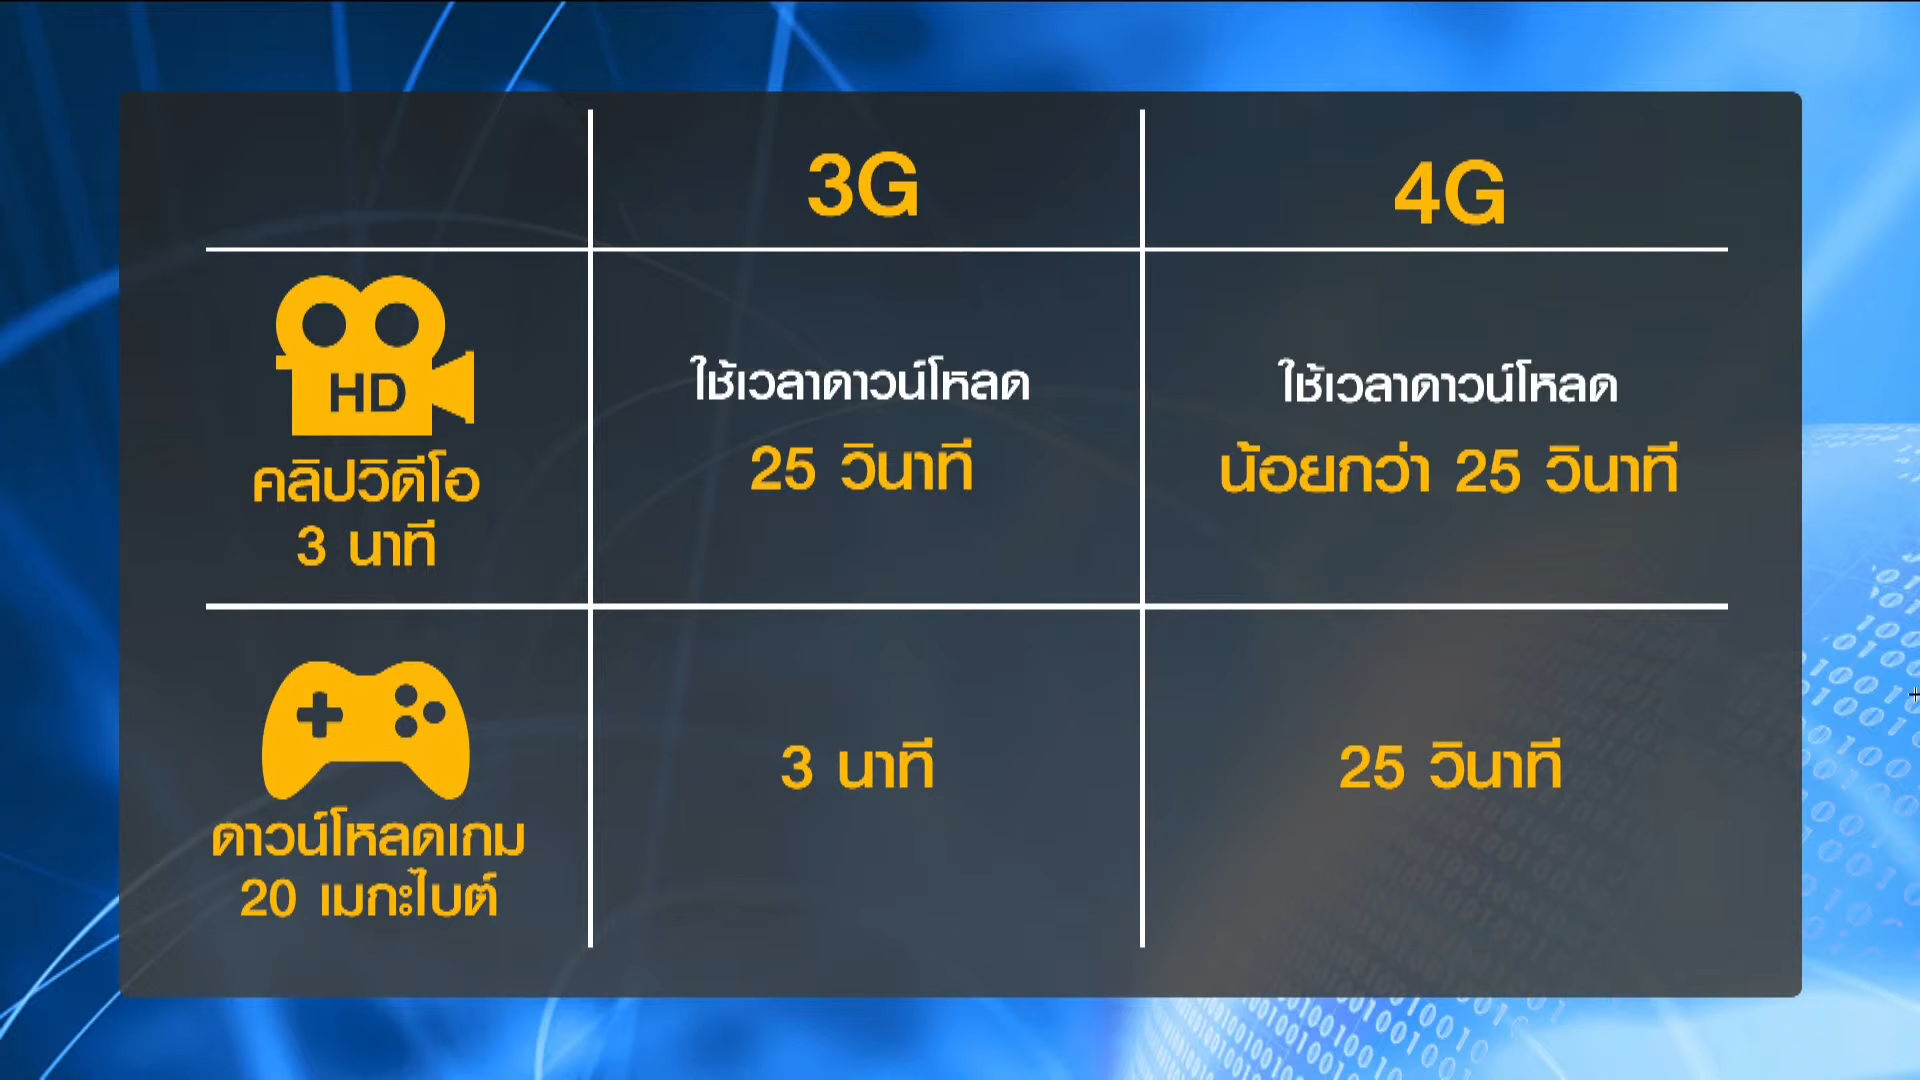 3G
4G
HD
คลิปวิดีโอ
3 นาที
ใช้เวลาดาวน์โหลด
25 วินาที
ใช้เวลาดาวน์โหลด
น้อยกว่า 25 วินาที
ดาวน์โหลดเกม
20 เมกะไบต์
3 นาที
25 วินาที